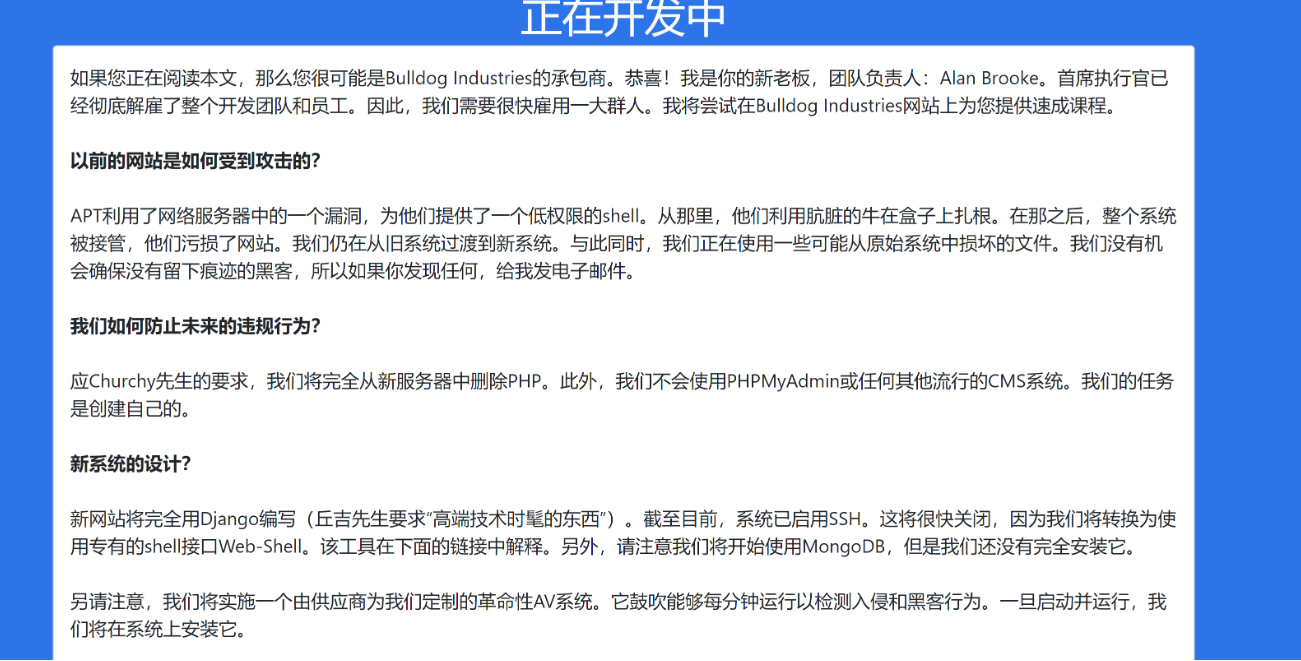 正在开发中
如果您正在阅读本文，那么您很可能是Bulldog Industries的承包商。恭喜！我是你的新老板，团队负责人：Alan Brooke。首席执行官已
经彻底解雇了整个开发团队和员工。因此，我们需要很快雇用一大群人。我将尝试在Bulldog Industries网站上为您提供速成课程。
以前的网站是如何受到攻击的？
APT利用了网络服务器中的一个漏洞，为他们提供了一个低权限的shell。从那里，他们利用肮脏的牛在盒子上扎根。在那之后，整个系统
被接管，他们污损了网站。我们仍在从旧系统过渡到新系统。与此同时，我们正在使用一些可能从原始系统中损坏的文件。我们没有机
会确保没有留下痕迹的黑客，所以如果你发现任何，给我发电子邮件。
我们如何防止未来的违规行为？
应Churchy先生的要求，我们将完全从新服务器中删除PHP。此外，我们不会使用PHPMyAdmin或任何其他流行的CMS系统。我们的任务
是创建自己的。
新系统的设计？
新网站将完全用Django编写（丘吉先生要求“高端技术时髦的东西”）。截至目前，系统已启用SSH。这将很快关闭，因为我们将转换为使
用专有的shell接口Web-Shell。该工具在下面的链接中解释。另外，请注意我们将开始使用MongoDB，但是我们还没有完全安装它。
另请注意，我们将实施一个由供应商为我们定制的革命性AV系统。它鼓吹能够每分钟运行以检测入侵和黑客行为。一旦启动并运行，我
们将在系统上安装它。